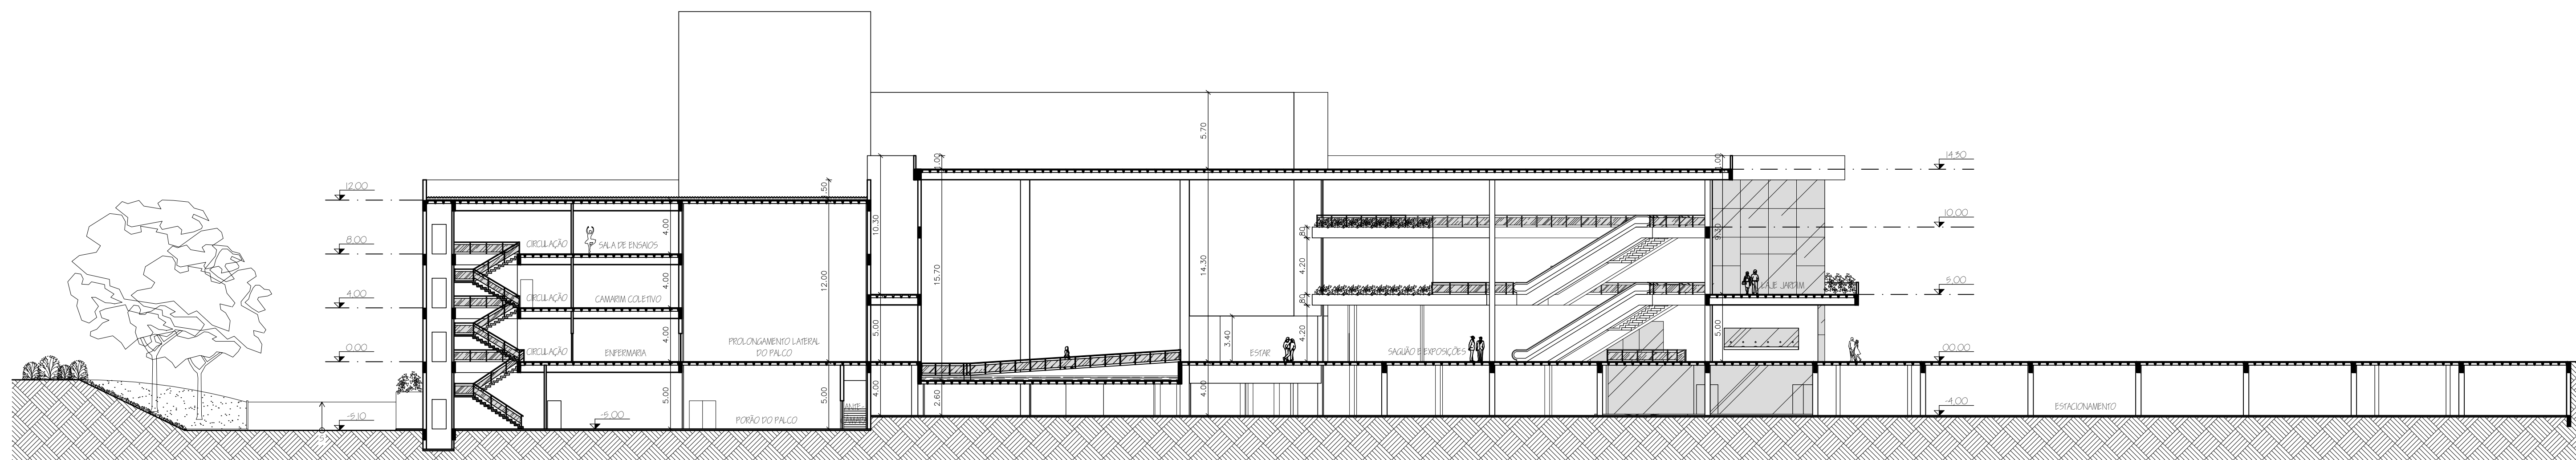 12.00
8.00
4.00
0.00
-5.10
CIRCULAÇÃO
SALA DE ENSAIOS
CIRCULAÇÃO
CAMARIM COLETIVO
CIRCULAÇÃO
ENFERMARIA
4.00
4.00
4.00
5.00
-5.00
PROLONGAMENTO LATERAL
DO PALCO
PORÃO DO PALCO
12.00
5.00
10.30
5.00
4.00
1.00
15.70
2.60
5.70
14.30
4.00
3.40
ESTAR
.80
4.20
.80
4.20
SAGUÃO E EXPOSIÇÕES
1.00
9.30
5.00
LAJE JARDIM
14.30
10.00
5.00
00.00
-4.00
ESTACIONAMENTO